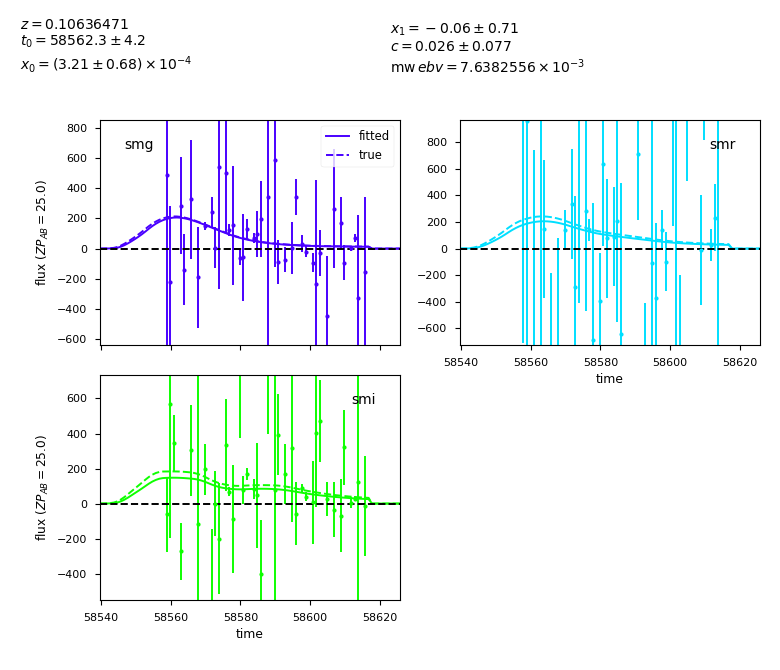 z = 0.10636471
t₀ = 58562.3 ± 4.2
x₀ = (3.21 ± 0.68) × 10⁻⁴
x₁ = −0.06 ± 0.71
c = 0.026 ± 0.077
mw ebv = 7.6382556 × 10⁻³
smg
fitted
true
800
600
400
200
0
−200
−400
−600
flux (ZP_AB = 25.0)
smr
800
600
400
200
0
−200
−400
−600
58540 58560 58580 58600 58620
time
smi
600
400
200
0
−200
−400
flux (ZP_AB = 25.0)
58540 58560 58580 58600 58620
time